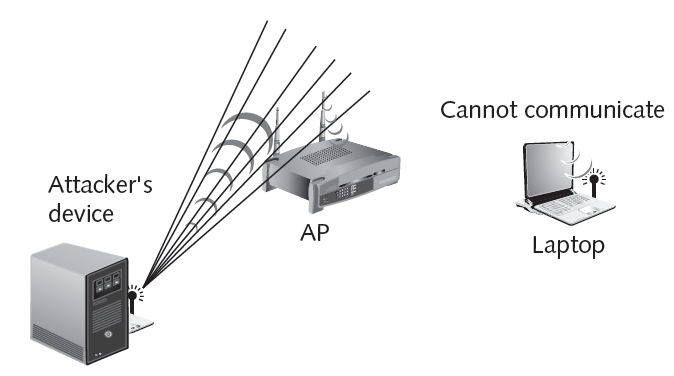 Cannot communicate
Attacker's
device
AP
Laptop